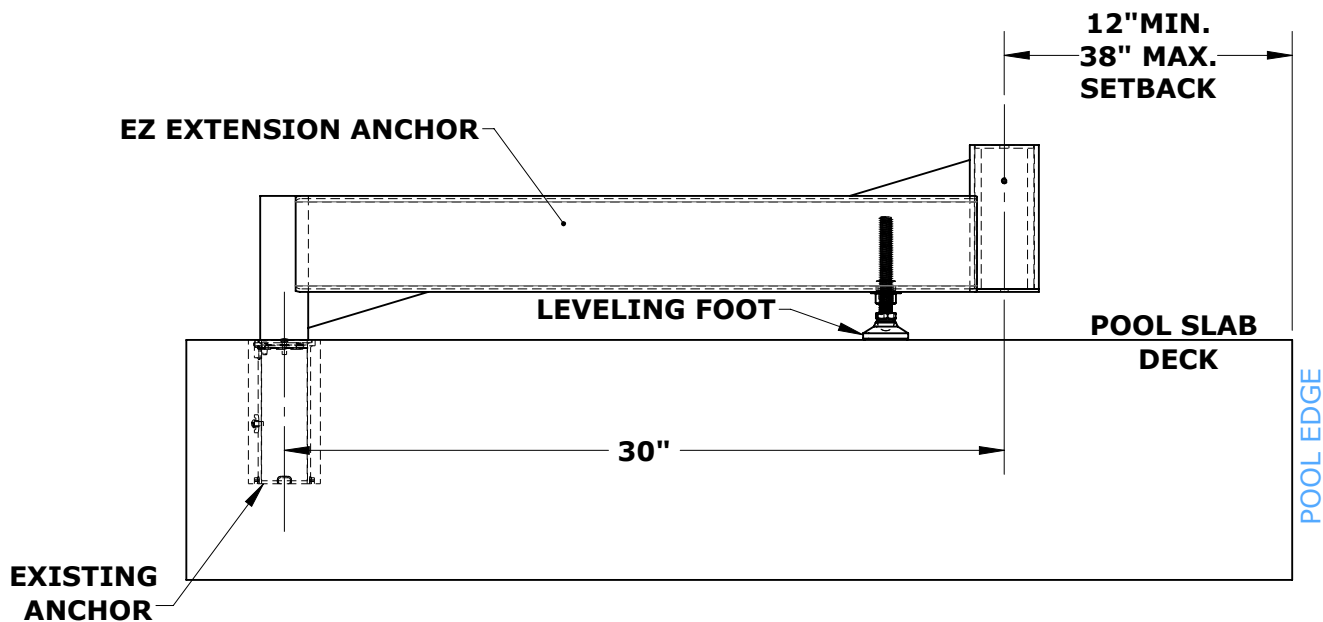 12"MIN.
38" MAX.
SETBACK
EZ EXTENSION ANCHOR
LEVELING FOOT
POOL SLAB
DECK
POOL EDGE
30"
EXISTING
ANCHOR